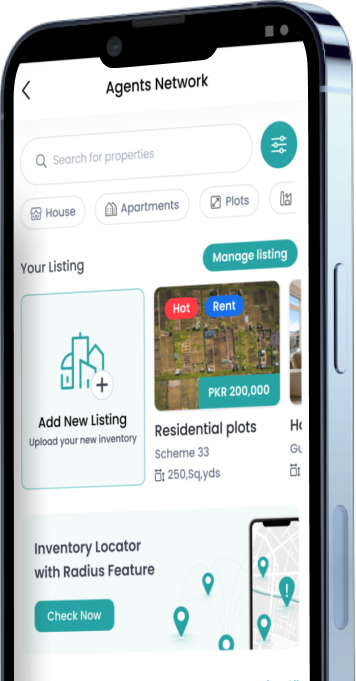 Agents Network
Search for properties
House
Apartments
Plots
Your Listing
Manage listing
Hot
Rent
PKR 200,000
Add New Listing
Upload your new inventory
Residential plots
Scheme 33
250,Sq,yds
Inventory Locator
with Radius Feature
Check Now